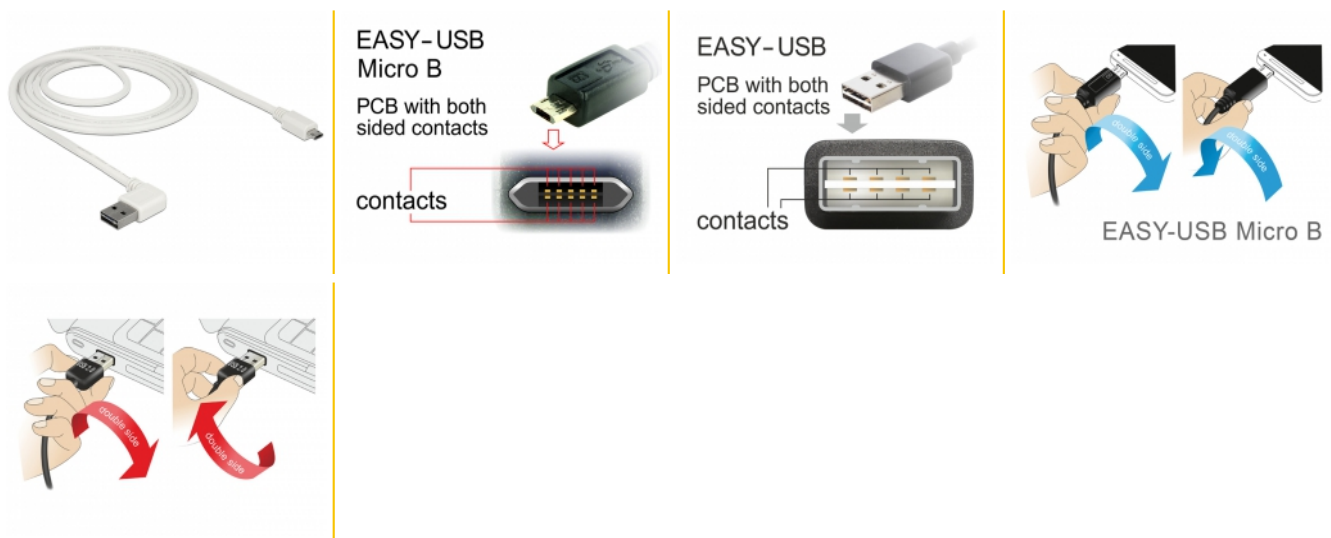 EASY-USB
Micro B
PCB with both
sided contacts
contacts
EASY-USB
PCB with both
sided contacts
contacts
double side
double side
EASY-USB Micro B
double side
double side